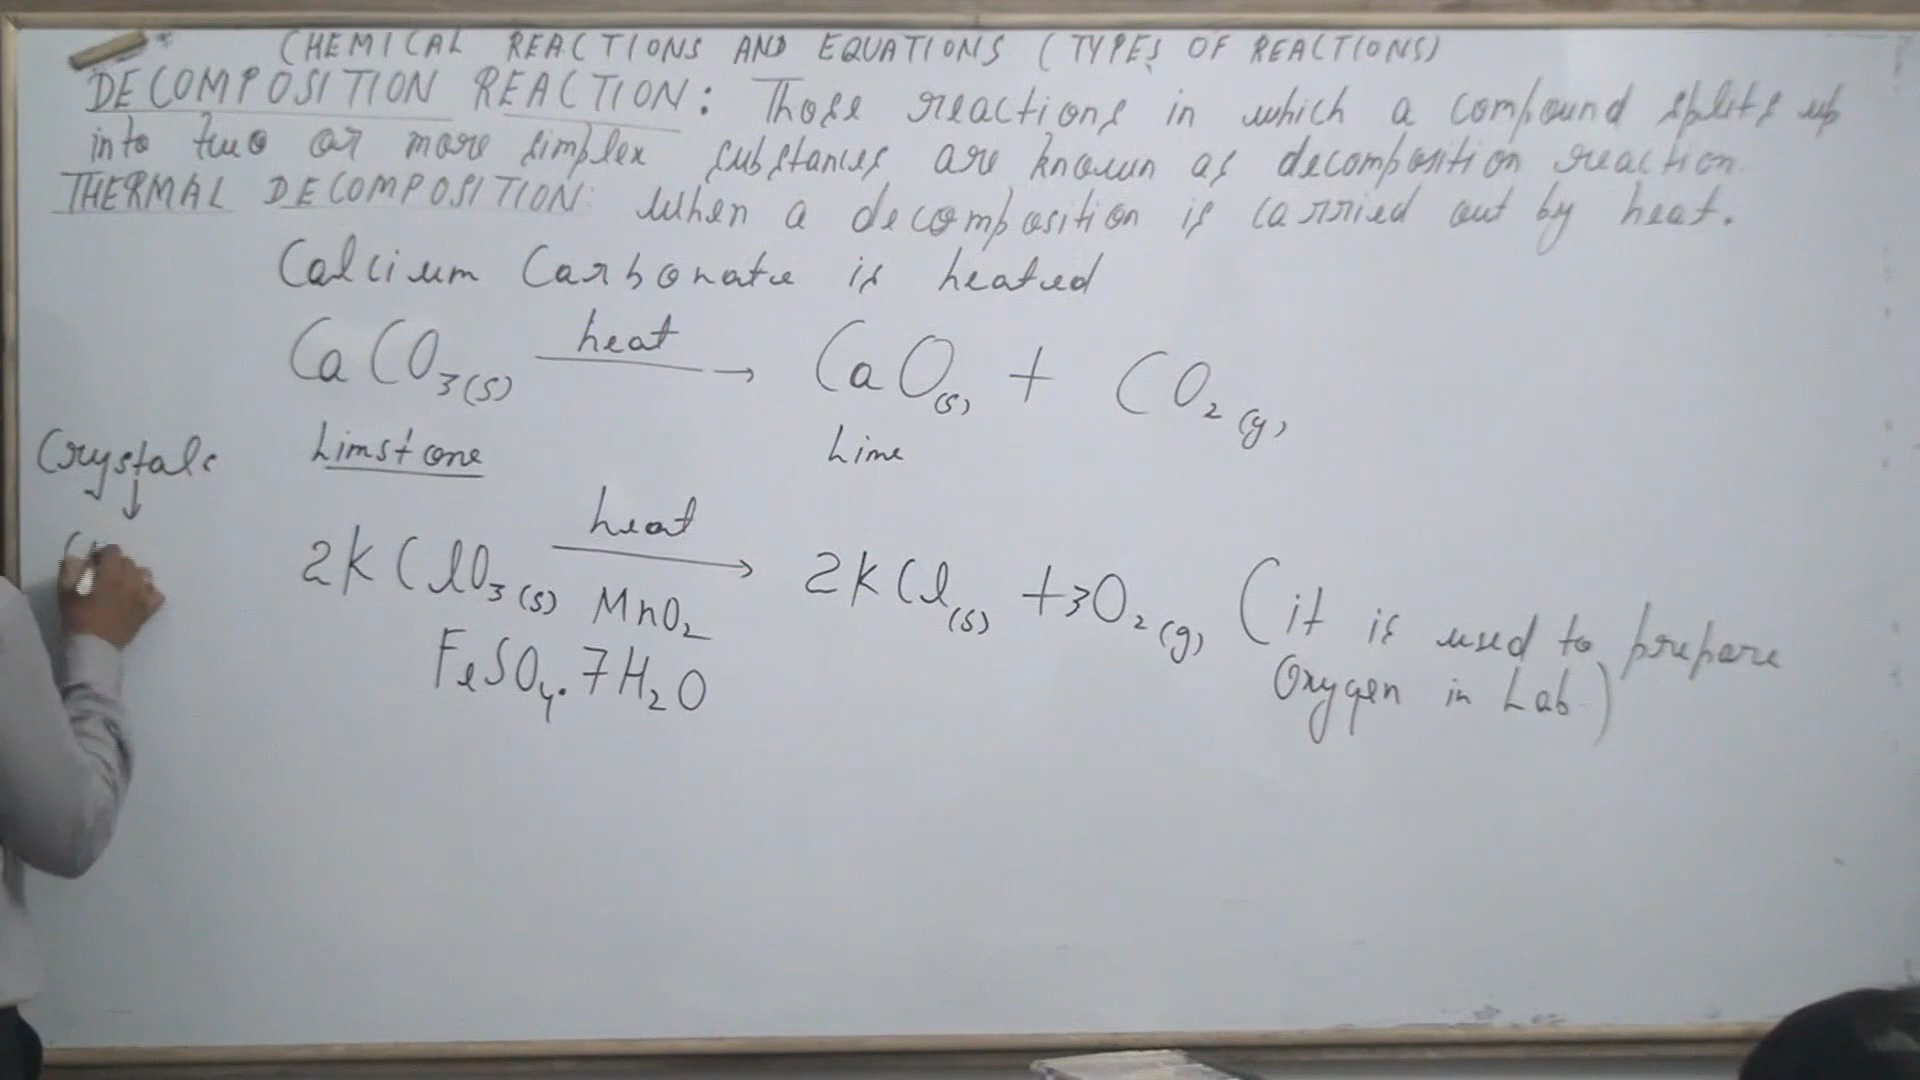 CHEMICAL REACTIONS AND EQUATIONS (TYPES OF REACTIONS)
DECOMPOSITION REACTION: Those reactions in which a compound splits up
into two or more simplex substances are known as decomposition reaction.
THERMAL DECOMPOSITION: When a decomposition is carried out by heat.
Calcium Carbonate is heated
CaCO₃(s) heat → CaO(s) + CO₂(g)
Limstone Lime
Crystals
↓
2KClO₃(s) heat → MnO₂ 2KCl(s) + 3O₂(g) (it is used to prepare
Oxygen in Lab)
FeSO₄.7H₂O